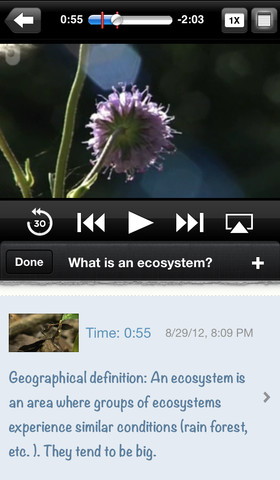 0:55 -2:03 1X
30
Done What is an ecosystem? +
Time: 0:55 8/29/12, 8:09 PM
Geographical definition: An ecosystem is
an area where groups of ecosystems
experience similar conditions (rain forest,
etc. ). They tend to be big.